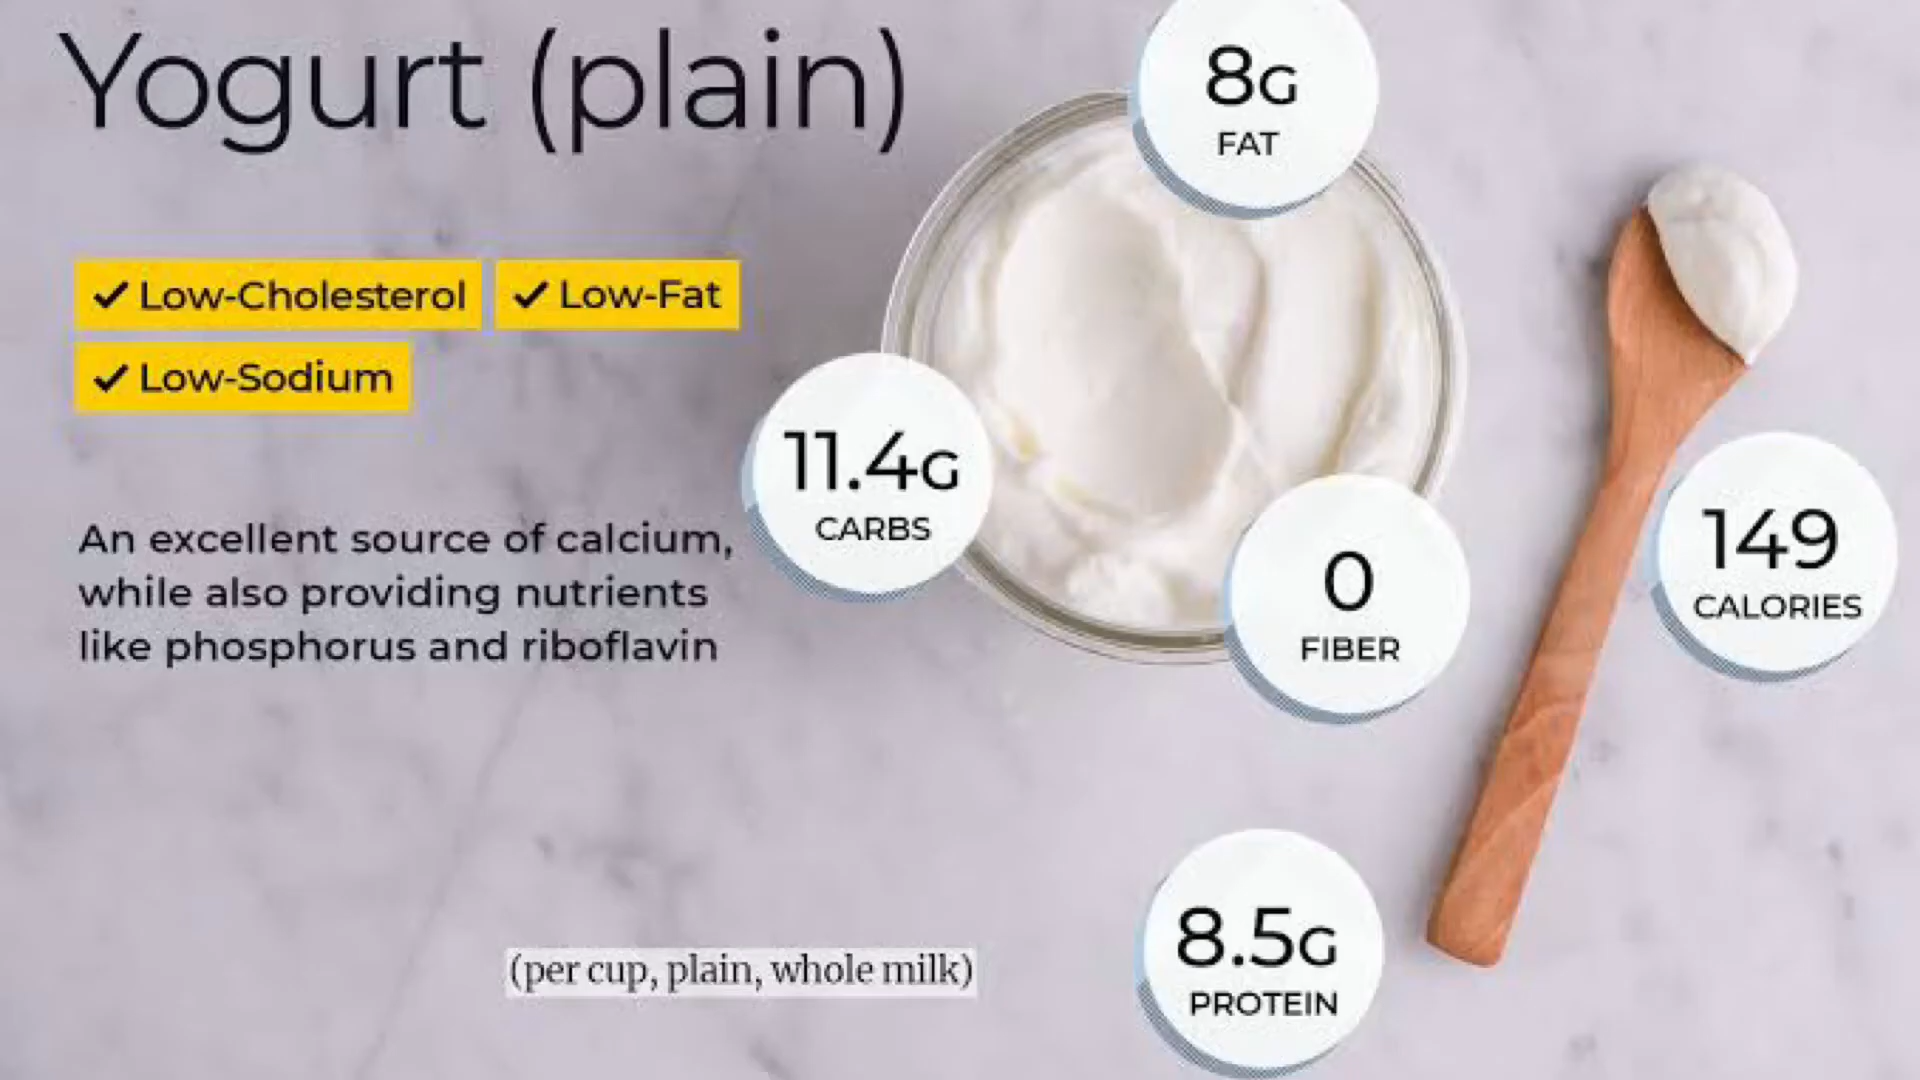 Yogurt (plain)
✓ Low-Cholesterol ✓ Low-Fat
✓ Low-Sodium
An excellent source of calcium,
while also providing nutrients
like phosphorus and riboflavin
8G
FAT
11.4G
CARBS
0
FIBER
149
CALORIES
8.5G
PROTEIN
(per cup, plain, whole milk)